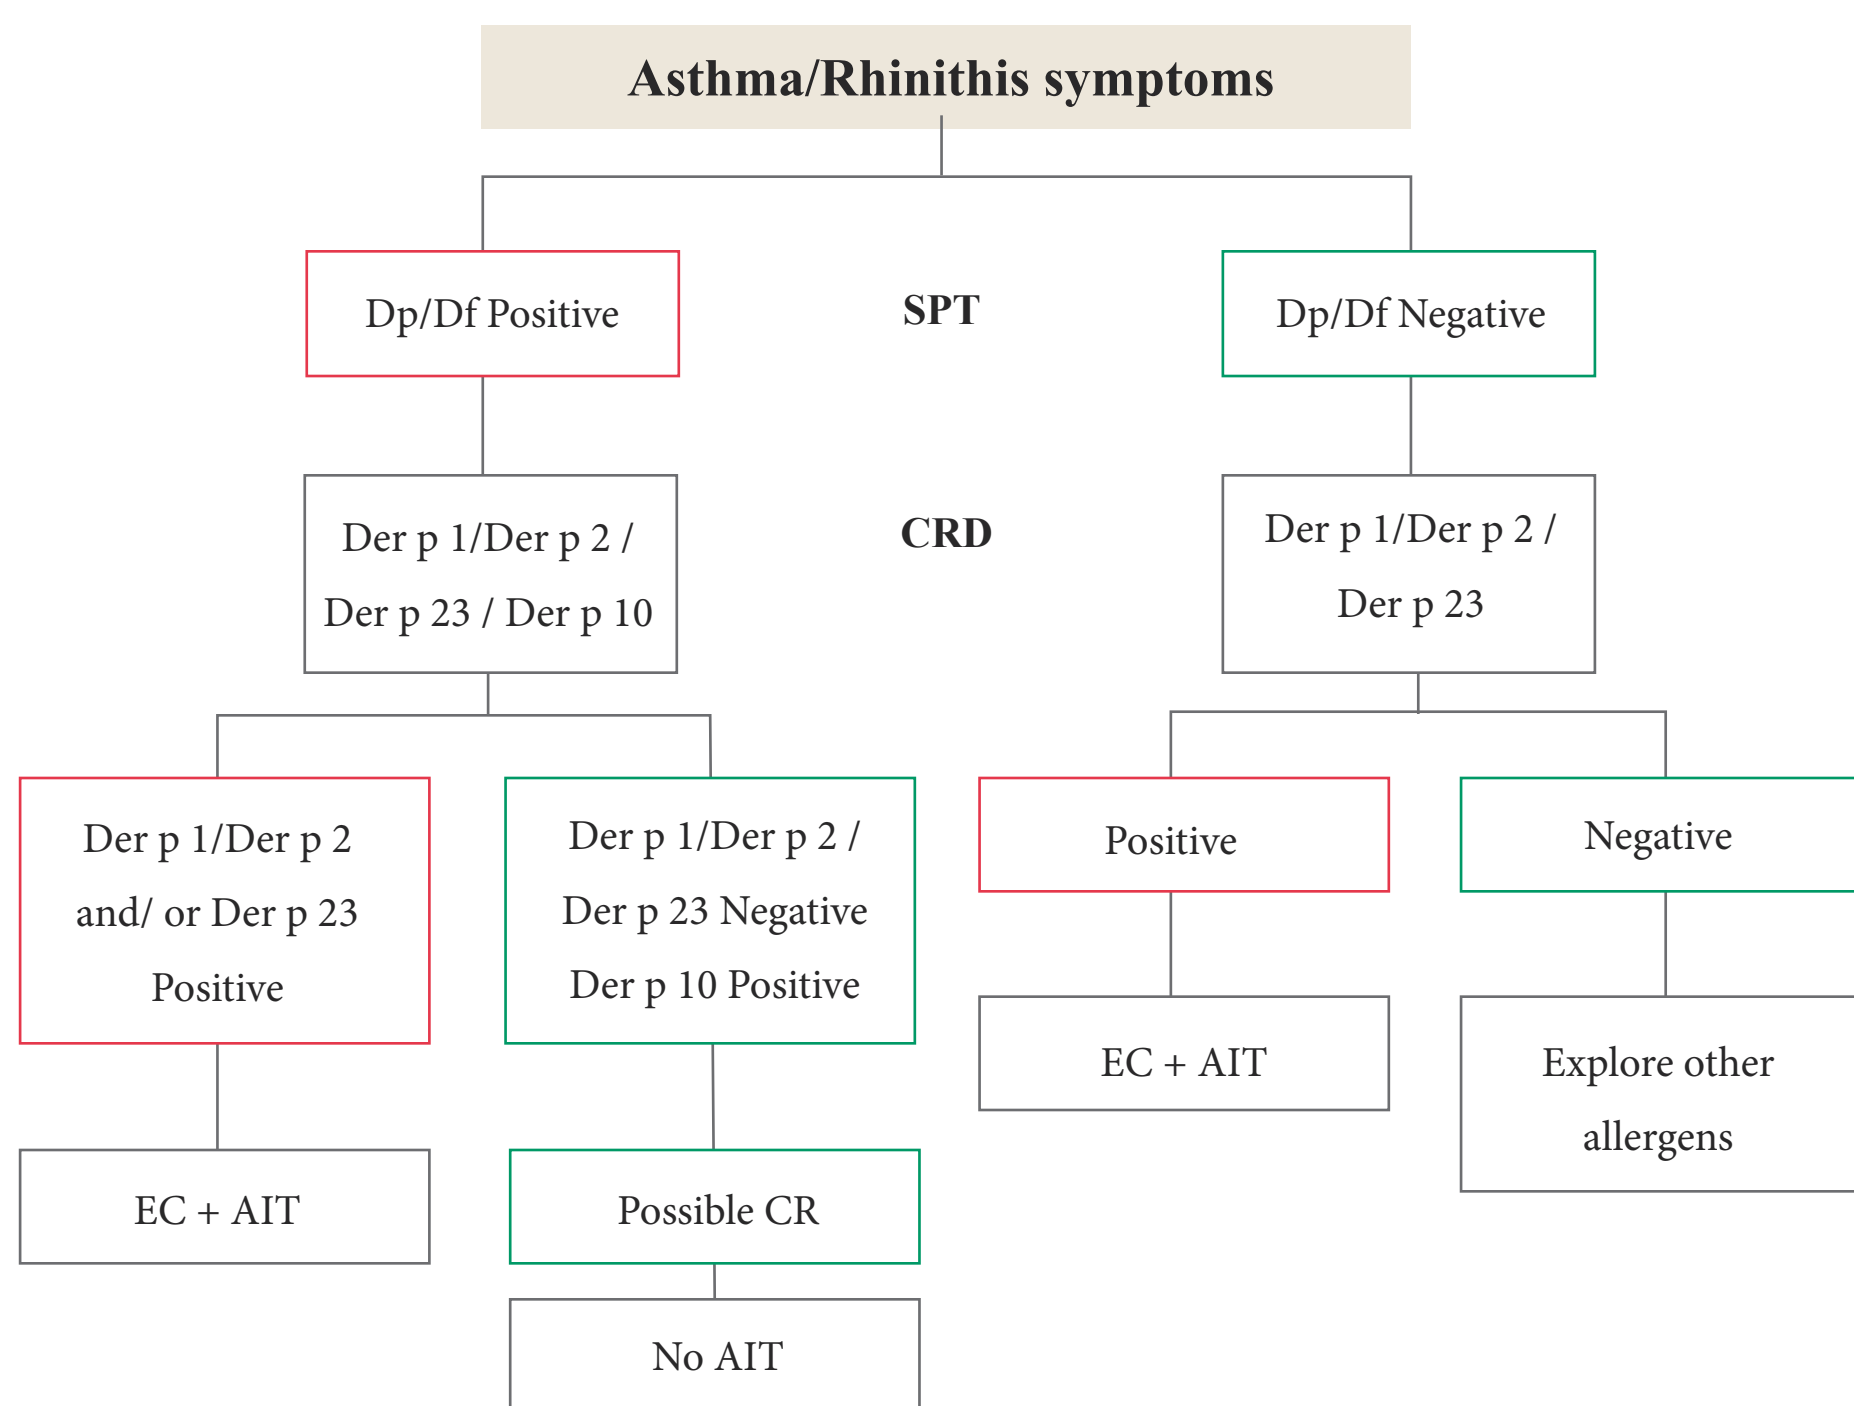 Asthma/Rhinithis symptoms
Dp/Df Positive
SPT
Dp/Df Negative
Der p 1/Der p 2 /
Der p 23 / Der p 10
CRD
Der p 1/Der p 2 /
Der p 23
Der p 1/Der p 2
and/ or Der p 23
Positive
Der p 1/Der p 2 /
Der p 23 Negative
Der p 10 Positive
Positive
Negative
EC + AIT
Explore other
allergens
EC + AIT
Possible CR
No AIT